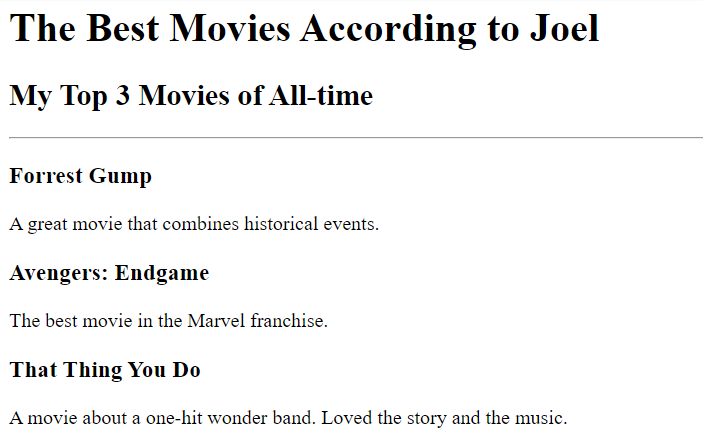 The Best Movies According to Joel
My Top 3 Movies of All-time
Forrest Gump
A great movie that combines historical events.
Avengers: Endgame
The best movie in the Marvel franchise.
That Thing You Do
A movie about a one-hit wonder band. Loved the story and the music.